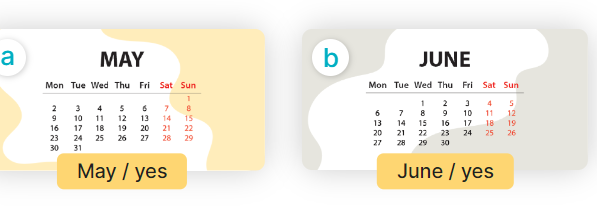 a
MAY
Mon Tue Wed Thu Fri Sat Sun
1
2 3 4 5 6 7 8
9 10 11 12 13 14 15
16 17 18 19 20 21 22
23 24 25 26 27 28 29
30 31
May / yes
b
JUNE
Mon Tue Wed Thu Fri Sat Sun
1 2 3 4 5
6 7 8 9 10 11 12
13 14 15 16 17 18 19
20 21 22 23 24 25 26
27 28 29 30
June / yes